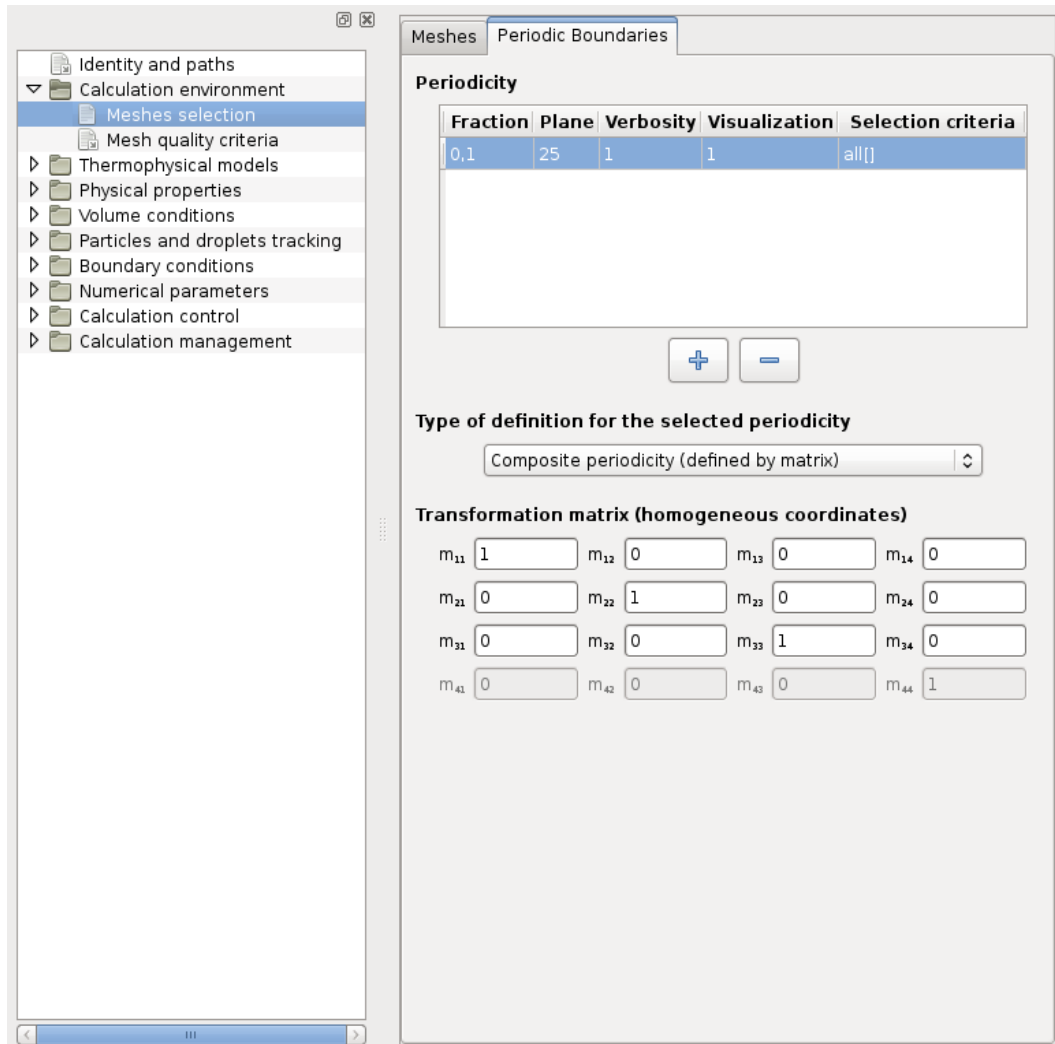 Identity and paths
Calculation environment
Meshes selection
Mesh quality criteria
Thermophysical models
Physical properties
Volume conditions
Particles and droplets tracking
Boundary conditions
Numerical parameters
Calculation control
Calculation management
Meshes Periodic Boundaries
Periodicity
Fraction Plane Verbosity Visualization Selection criteria
0,1 25 1 1 all[]
Type of definition for the selected periodicity
Composite periodicity (defined by matrix)
Transformation matrix (homogeneous coordinates)
m₁₁ 1 m₁₂ 0 m₁₃ 0 m₁₄ 0
m₂₁ 0 m₂₂ 1 m₂₃ 0 m₂₄ 0
m₃₁ 0 m₃₂ 0 m₃₃ 1 m₃₄ 0
m₄₁ 0 m₄₂ 0 m₄₃ 0 m₄₄ 1